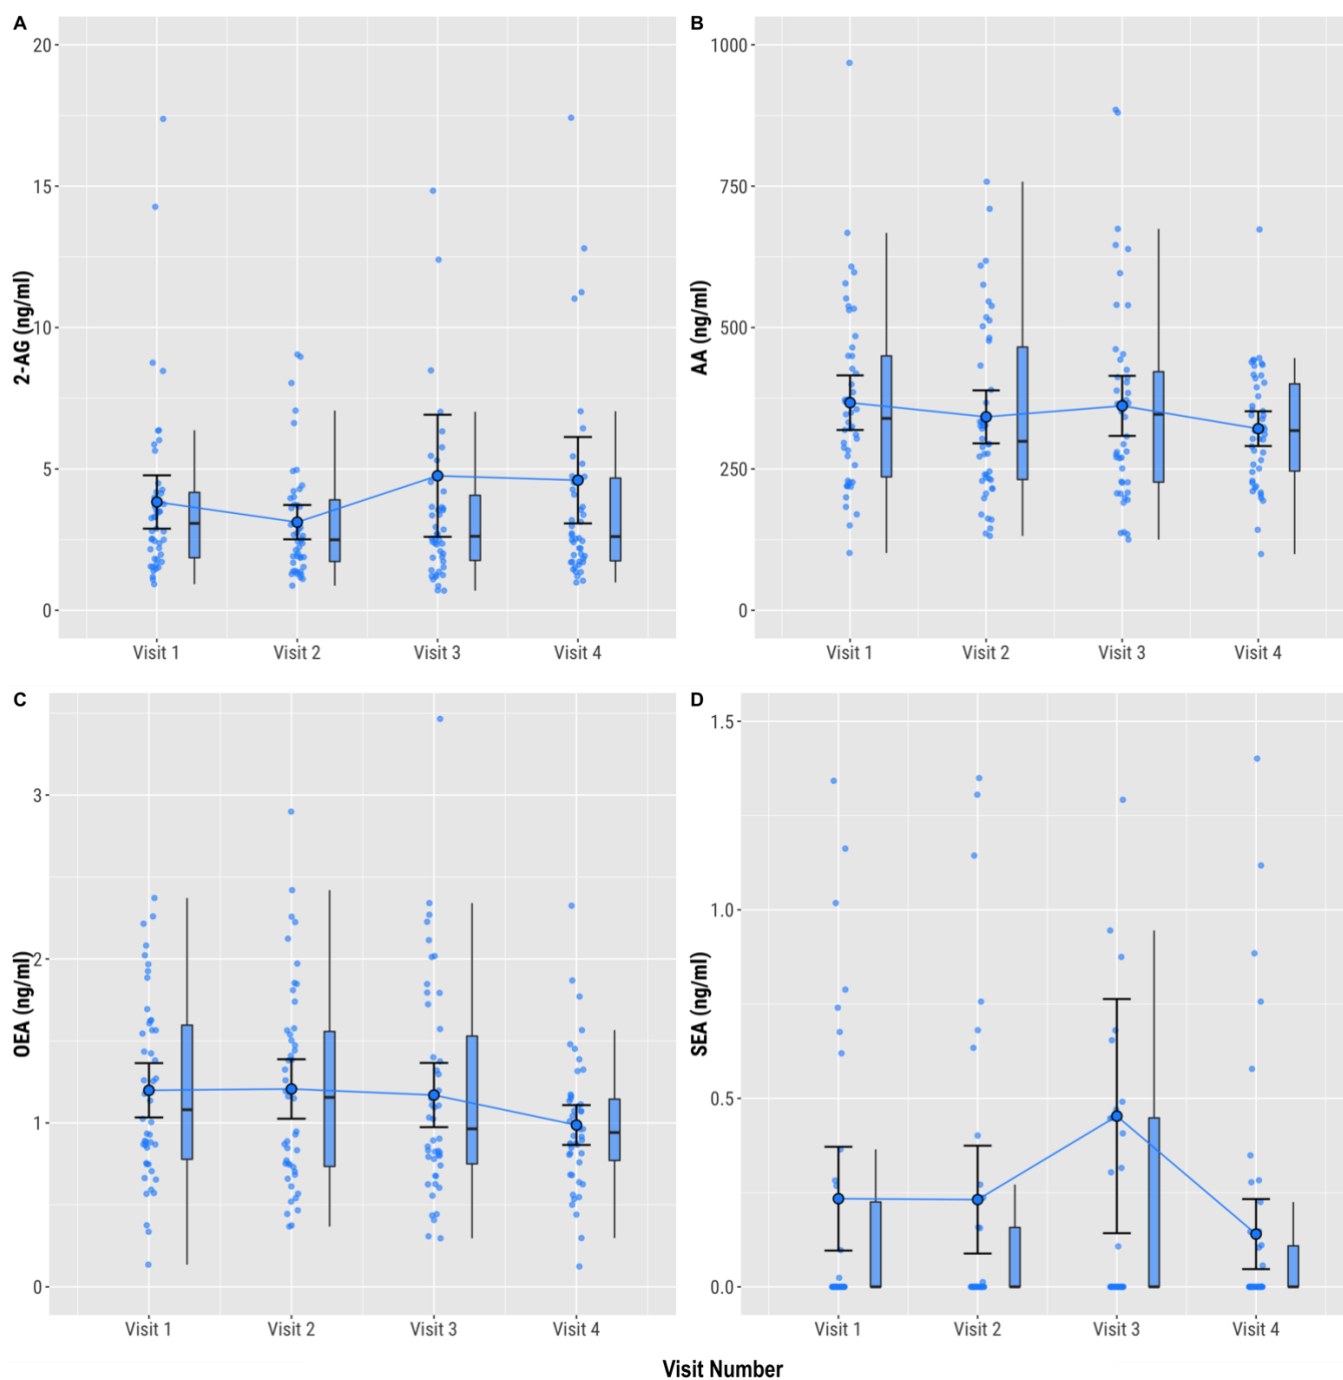 A
20
15
10
5
0
2-AG (ng/ml)
Visit 1
Visit 2
Visit 3
Visit 4
B
1000
750
500
250
0
AA (ng/ml)
Visit 1
Visit 2
Visit 3
Visit 4
C
3
2
1
0
OEA (ng/ml)
Visit 1
Visit 2
Visit 3
Visit 4
D
1.5
1.0
0.5
0.0
SEA (ng/ml)
Visit 1
Visit 2
Visit 3
Visit 4
Visit Number